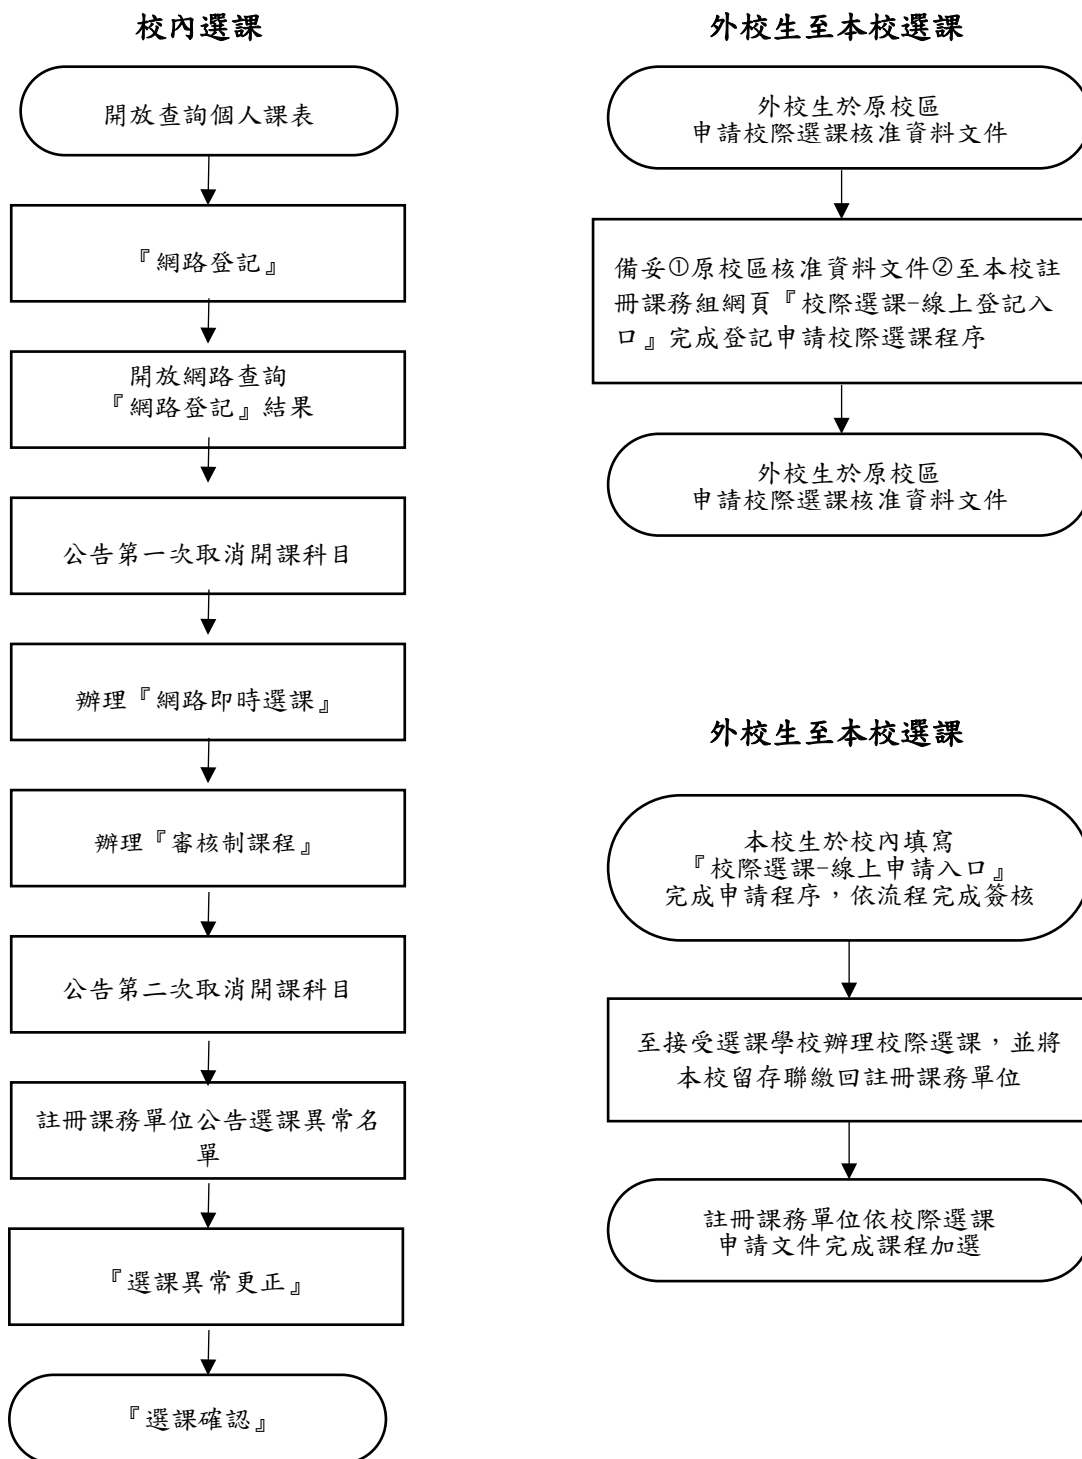 校內選課
開放查詢個人課表
『網路登記』
開放網路查詢
『網路登記』結果
公告第一次取消開課科目
辦理『網路即時選課』
辦理『審核制課程』
公告第二次取消開課科目
註冊課務單位公告選課異常名
單
『選課異常更正』
『選課確認』
外校生至本校選課
外校生於原校區
申請校際選課核准資料文件
備妥①原校區核准資料文件②至本校註
冊課務組網頁『校際選課-線上登記入
口』完成登記申請校際選課程序
外校生於原校區
申請校際選課核准資料文件
外校生至本校選課
本校生於校內填寫
『校際選課-線上申請入口』
完成申請程序，依流程完成簽核
至接受選課學校辦理校際選課，並將
本校留存聯繳回註冊課務單位
註冊課務單位依校際選課
申請文件完成課程加選